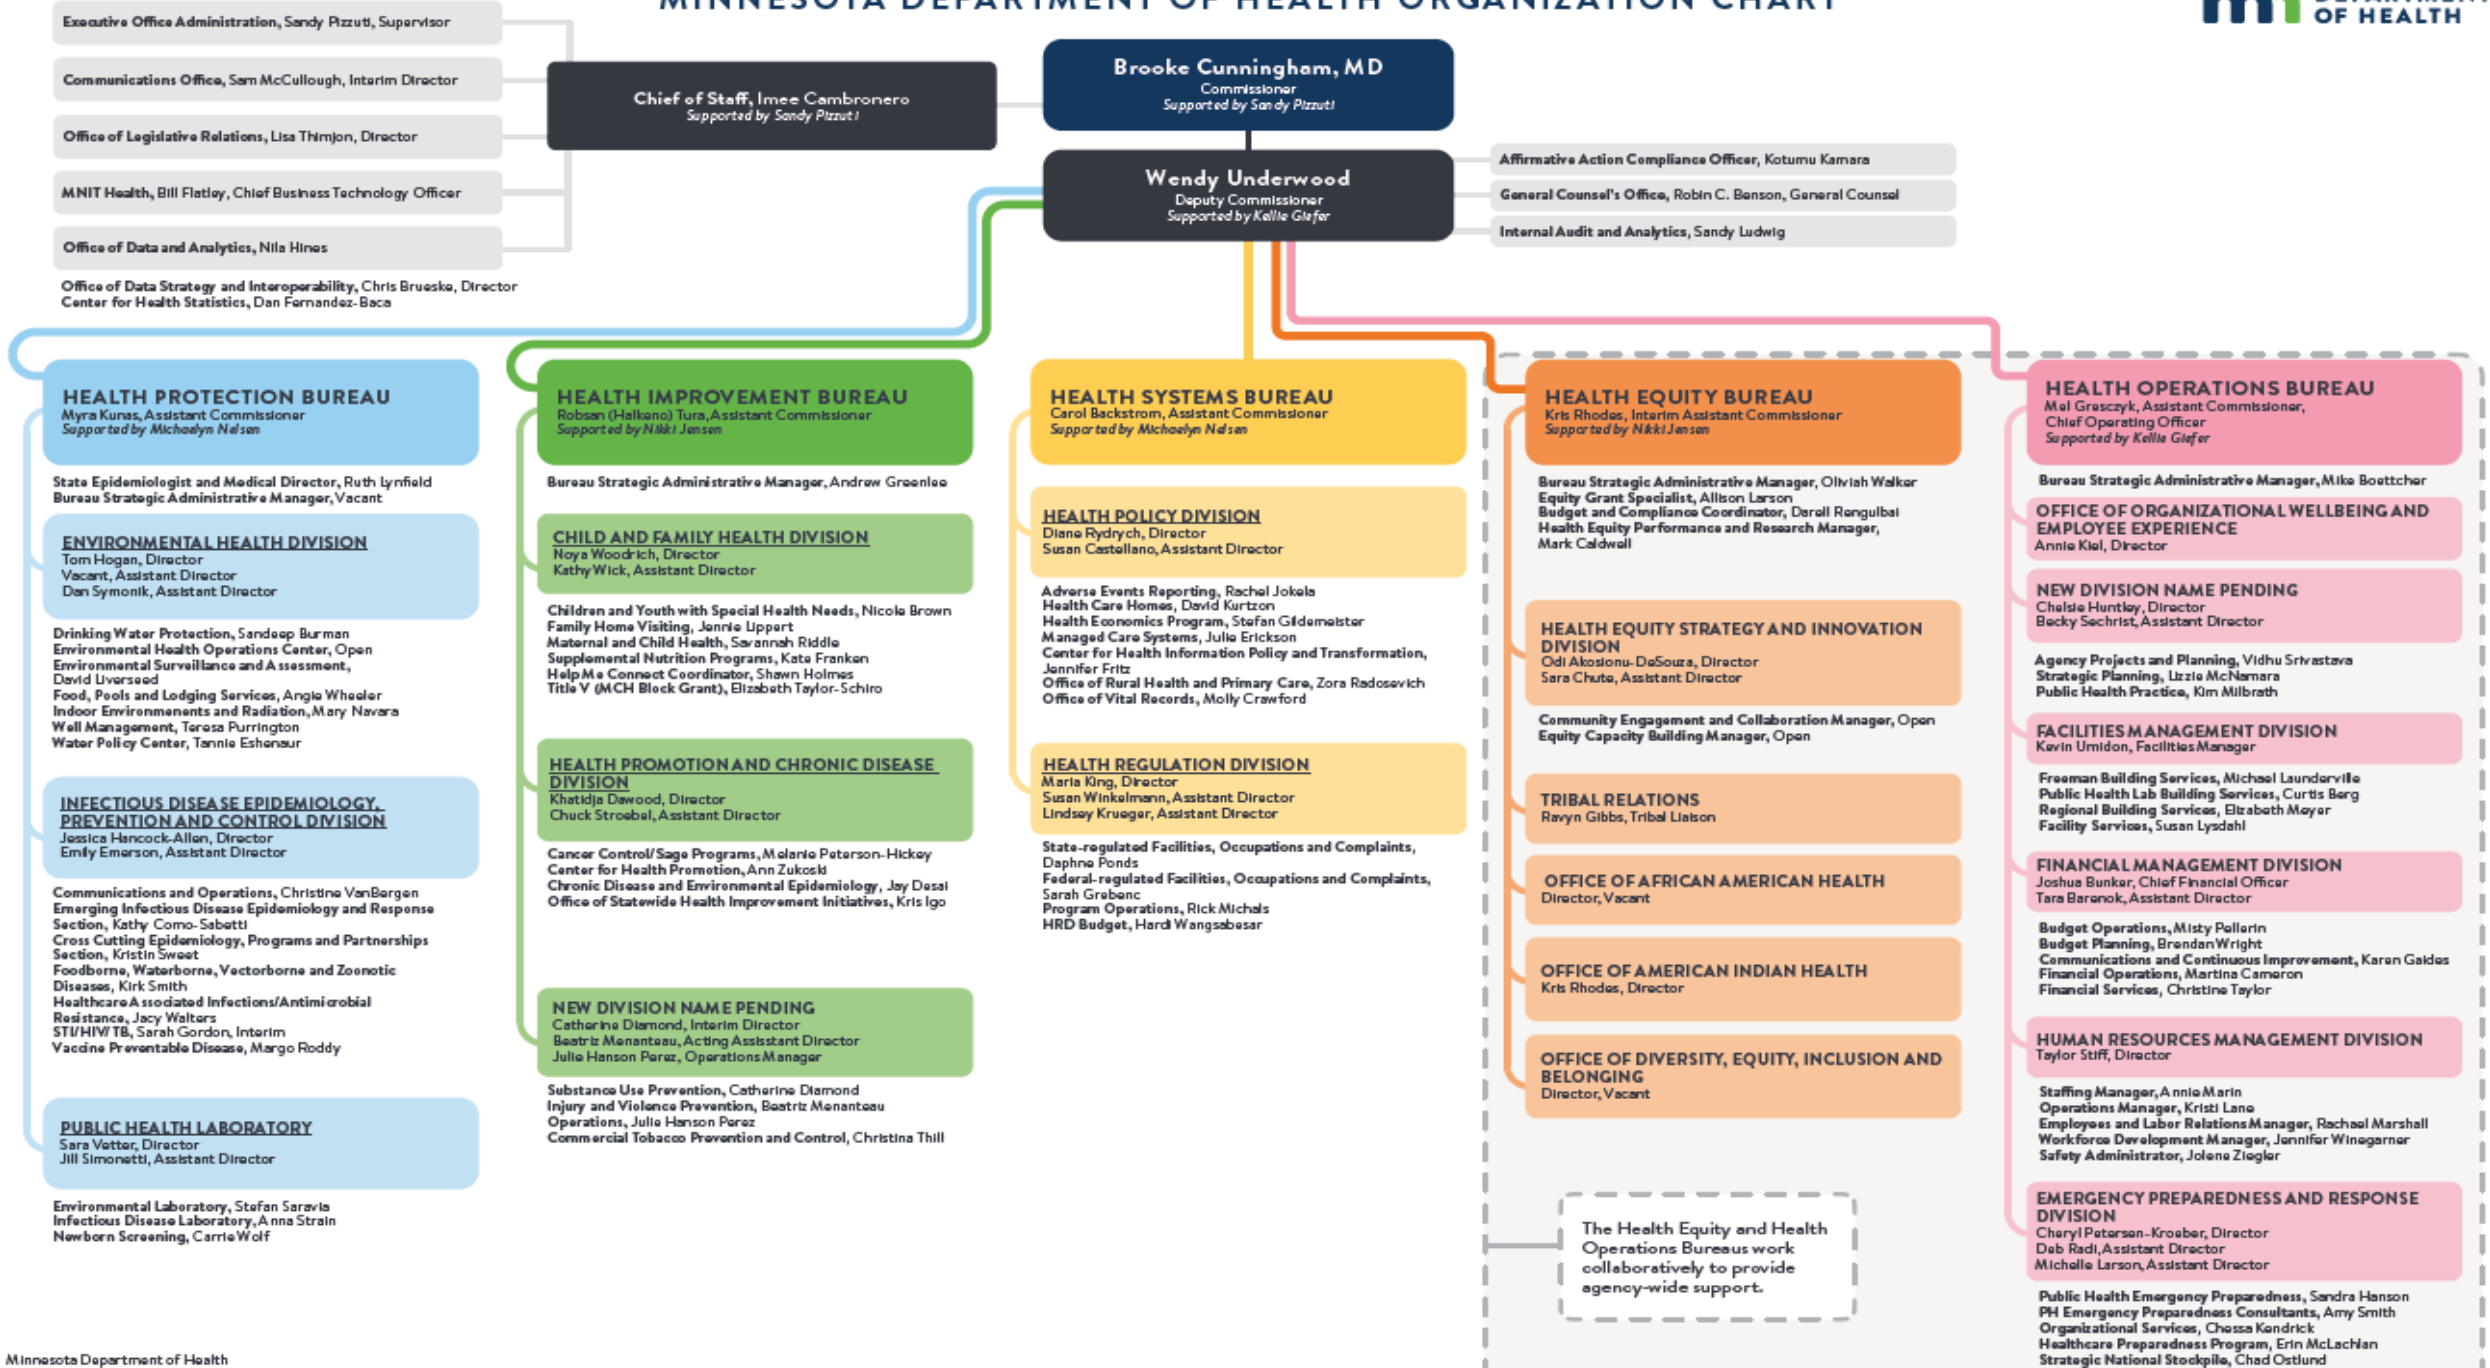 MINNESOTA DEPARTMENT OF HEALTH ORGANIZATION CHART
OF HEALTH
Executive Office Administration, Sandy Pizzuti, Supervisor
Communications Office, Sam McCullough, Interim Director
Office of Legislative Relations, Lisa Thimjon, Director
MNIT Health, Bill Flatley, Chief Business Technology Officer
Office of Data and Analytics, Nila Hines
Office of Data Strategy and Interoperability, Chris Brueske, Director
Center for Health Statistics, Dan Fernandez-Baca
Chief of Staff, Imee Cambronero
Supported by Sandy Pizzuti
Brooke Cunningham, MD
Commissioner
Supported by Sandy Pizzuti
Wendy Underwood
Deputy Commissioner
Supported by Kellie Giefer
Affirmative Action Compliance Officer, Kotumu Kamara
General Counsel's Office, Robin C. Benson, General Counsel
Internal Audit and Analytics, Sandy Ludwig
HEALTH PROTECTION BUREAU
Myra Kunas, Assistant Commissioner
Supported by Michaelyn Nelsen
State Epidemiologist and Medical Director, Ruth Lynfield
Bureau Strategic Administrative Manager, Vacant
ENVIRONMENTAL HEALTH DIVISION
Tom Hogan, Director
Vacant, Assistant Director
Dan Symonik, Assistant Director
Drinking Water Protection, Sandeep Burman
Environmental Health Operations Center, Open
Environmental Surveillance and Assessment,
David Liverseed
Food, Pools and Lodging Services, Angie Wheeler
Indoor Environmenents and Radiation, Mary Navara
Well Management, Teresa Purrington
Water Policy Center, Tannie Eshenaur
INFECTIOUS DISEASE EPIDEMIOLOGY,
PREVENTION AND CONTROL DIVISION
Jessica Hancock-Allen, Director
Emily Emerson, Assistant Director
Communications and Operations, Christine VanBergen
Emerging Infectious Disease Epidemiology and Response
Section, Kathy Como-Sabetti
Cross Cutting Epidemiology, Programs and Partnerships
Section, Kristin Sweet
Foodborne, Waterborne, Vectorborne and Zoonotic
Diseases, Kirk Smith
Healthcare Associated Infections/Antimicrobial
Resistance, Jacy Walters
STI/HIV/TB, Sarah Gordon, Interim
Vaccine Preventable Disease, Margo Roddy
PUBLIC HEALTH LABORATORY
Sara Vetter, Director
Jill Simonetti, Assistant Director
Environmental Laboratory, Stefan Saravia
Infectious Disease Laboratory, Anna Strain
Newborn Screening, Carrie Wolf
HEALTH IMPROVEMENT BUREAU
Robsan (Halkeno) Tura, Assistant Commissioner
Supported by Nikki Jensen
Bureau Strategic Administrative Manager, Andrew Greenlee
CHILD AND FAMILY HEALTH DIVISION
Noya Woodrich, Director
Kathy Wick, Assistant Director
Children and Youth with Special Health Needs, Nicole Brown
Family Home Visiting, Jennie Lippert
Maternal and Child Health, Savannah Riddle
Supplemental Nutrition Programs, Kate Franken
Help Me Connect Coordinator, Shawn Holmes
Title V (MCH Block Grant), Elizabeth Taylor-Schiro
HEALTH PROMOTION AND CHRONIC DISEASE
DIVISION
Khatidja Dawood, Director
Chuck Stroebel, Assistant Director
Cancer Control/Sage Programs, Melanie Peterson-Hickey
Center for Health Promotion, Ann Zukoski
Chronic Disease and Environmental Epidemiology, Jay Desai
Office of Statewide Health Improvement Initiatives, Kris Igo
NEW DIVISION NAME PENDING
Catherine Diamond, Interim Director
Beatriz Menanteau, Acting Assisstant Director
Julie Hanson Perez, Operations Manager
Substance Use Prevention, Catherine Diamond
Injury and Violence Prevention, Beatriz Menanteau
Operations, Julie Hanson Perez
Commercial Tobacco Prevention and Control, Christina Thill
HEALTH SYSTEMS BUREAU
Carol Backstrom, Assistant Commissioner
Supported by Michaelyn Nelsen
HEALTH POLICY DIVISION
Diane Rydrych, Director
Susan Castellano, Assistant Director
Adverse Events Reporting, Rachel Jokela
Health Care Homes, David Kurtzon
Health Economics Program, Stefan Gildemeister
Managed Care Systems, Julie Erickson
Center for Health Information Policy and Transformation,
Jennifer Fritz
Office of Rural Health and Primary Care, Zora Radosevich
Office of Vital Records, Molly Crawford
HEALTH REGULATION DIVISION
Maria King, Director
Susan Winkelmann, Assistant Director
Lindsey Krueger, Assistant Director
State-regulated Facilities, Occupations and Complaints,
Daphne Ponds
Federal-regulated Facilities, Occupations and Complaints,
Sarah Grebenc
Program Operations, Rick Michals
HRD Budget, Hardi Wangsabesar
HEALTH EQUITY BUREAU
Kris Rhodes, Interim Assistant Commissioner
Supported by Nikki Jensen
Bureau Strategic Administrative Manager, Oliviah Walker
Equity Grant Specialist, Allison Larson
Budget and Compliance Coordinator, Darell Rengulbai
Health Equity Performance and Research Manager,
Mark Caldwell
HEALTH EQUITY STRATEGY AND INNOVATION
DIVISION
Odi Akosionu-DeSouza, Director
Sara Chute, Assistant Director
Community Engagement and Collaboration Manager, Open
Equity Capacity Building Manager, Open
TRIBAL RELATIONS
Ravyn Gibbs, Tribal Liaison
OFFICE OF AFRICAN AMERICAN HEALTH
Director, Vacant
OFFICE OF AMERICAN INDIAN HEALTH
Kris Rhodes, Director
OFFICE OF DIVERSITY, EQUITY, INCLUSION AND
BELONGING
Director, Vacant
The Health Equity and Health
Operations Bureaus work
collaboratively to provide
agency-wide support.
HEALTH OPERATIONS BUREAU
Mel Gresczyk, Assistant Commissioner,
Chief Operating Officer
Supported by Kellie Giefer
Bureau Strategic Administrative Manager, Mike Boettcher
OFFICE OF ORGANIZATIONAL WELLBEING AND
EMPLOYEE EXPERIENCE
Annie Kiel, Director
NEW DIVISION NAME PENDING
Chelsie Huntley, Director
Becky Sechrist, Assistant Director
Agency Projects and Planning, Vidhu Srivastava
Strategic Planning, Lizzie McNamara
Public Health Practice, Kim Milbrath
FACILITIES MANAGEMENT DIVISION
Kevin Umidon, Facilities Manager
Freeman Building Services, Michael Launderville
Public Health Lab Building Services, Curtis Berg
Regional Building Services, Elizabeth Meyer
Facility Services, Susan Lysdahl
FINANCIAL MANAGEMENT DIVISION
Joshua Bunker, Chief Financial Officer
Tara Barenok, Assistant Director
Budget Operations, Misty Pellerin
Budget Planning, Brendan Wright
Communications and Continuous Improvement, Karen Gaides
Financial Operations, Martina Cameron
Financial Services, Christine Taylor
HUMAN RESOURCES MANAGEMENT DIVISION
Taylor Stiff, Director
Staffing Manager, Annie Marin
Operations Manager, Kristi Lane
Employees and Labor Relations Manager, Rachael Marshall
Workforce Development Manager, Jennifer Winegarner
Safety Administrator, Jolene Ziegler
EMERGENCY PREPAREDNESS AND RESPONSE
DIVISION
Cheryl Petersen-Kroeber, Director
Deb Radi, Assistant Director
Michelle Larson, Assistant Director
Public Health Emergency Preparedness, Sandra Hanson
PH Emergency Preparedness Consultants, Amy Smith
Organizational Services, Chessa Kendrick
Healthcare Preparedness Program, Erin McLachlan
Strategic National Stockpile, Chad Ostlund
Minnesota Department of Health